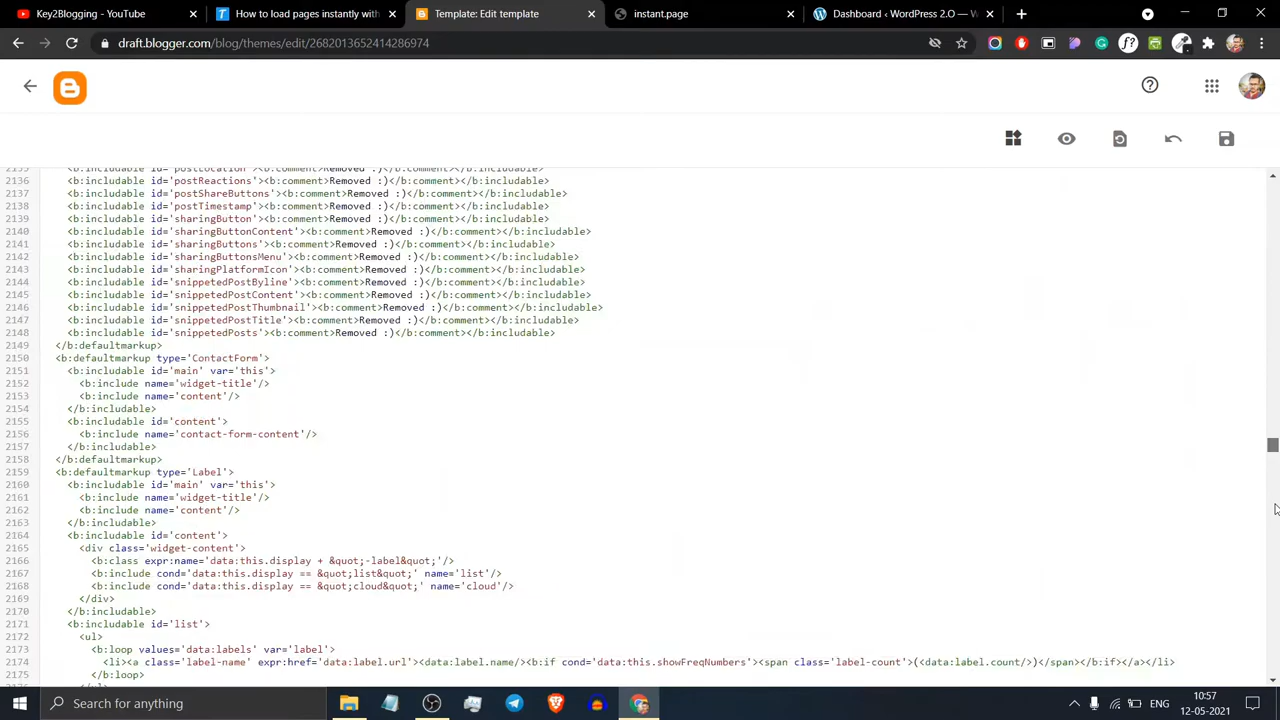 Key2Blogging - YouTube
How to load pages instantly with
Template: Edit template
instant.page
Dashboard ‹ WordPress 2.O — W
draft.blogger.com/blog/themes/edit/2682013652414286974
2136 <b:includable id='postReactions'><b:comment>Removed :)</b:comment></b:includable>
2137 <b:includable id='postShareButtons'><b:comment>Removed :)</b:comment></b:includable>
2138 <b:includable id='postTimestamp'><b:comment>Removed :)</b:comment></b:includable>
2139 <b:includable id='sharingButton'><b:comment>Removed :)</b:comment></b:includable>
2140 <b:includable id='sharingButtonContent'><b:comment>Removed :)</b:comment></b:includable>
2141 <b:includable id='sharingButtons'><b:comment>Removed :)</b:comment></b:includable>
2142 <b:includable id='sharingButtonsMenu'><b:comment>Removed :)</b:comment></b:includable>
2143 <b:includable id='sharingPlatformIcon'><b:comment>Removed :)</b:comment></b:includable>
2144 <b:includable id='snippetedPostByline'><b:comment>Removed :)</b:comment></b:includable>
2145 <b:includable id='snippetedPostContent'><b:comment>Removed :)</b:comment></b:includable>
2146 <b:includable id='snippetedPostThumbnail'><b:comment>Removed :)</b:comment></b:includable>
2147 <b:includable id='snippetedPostTitle'><b:comment>Removed :)</b:comment></b:includable>
2148 <b:includable id='snippetedPosts'><b:comment>Removed :)</b:comment></b:includable>
2149 </b:defaultmarkup>
2150 <b:defaultmarkup type='ContactForm'>
2151 <b:includable id='main' var='this'>
2152 <b:include name='widget-title'/>
2153 <b:include name='content'/>
2154 </b:includable>
2155 <b:includable id='content'>
2156 <b:include name='contact-form-content'/>
2157 </b:includable>
2158 </b:defaultmarkup>
2159 <b:defaultmarkup type='Label'>
2160 <b:includable id='main' var='this'>
2161 <b:include name='widget-title'/>
2162 <b:include name='content'/>
2163 </b:includable>
2164 <b:includable id='content'>
2165 <div class='widget-content'>
2166 <b:class expr:name='data:this.display + &quot;-label&quot;'/>
2167 <b:include cond='data:this.display == &quot;list&quot;' name='list'/>
2168 <b:include cond='data:this.display == &quot;cloud&quot;' name='cloud'/>
2169 </div>
2170 </b:includable>
2171 <b:includable id='list'>
2172 <ul>
2173 <b:loop values='data:labels' var='label'>
2174 <li><a class='label-name' expr:href='data:label.url'><data:label.name/><b:if cond='data:this.showFreqNumbers'><span class='label-count'>(<data:label.count/>)</span></b:if></a></li>
2175 </b:loop>
Search for anything
ENG
10:57
12-05-2021